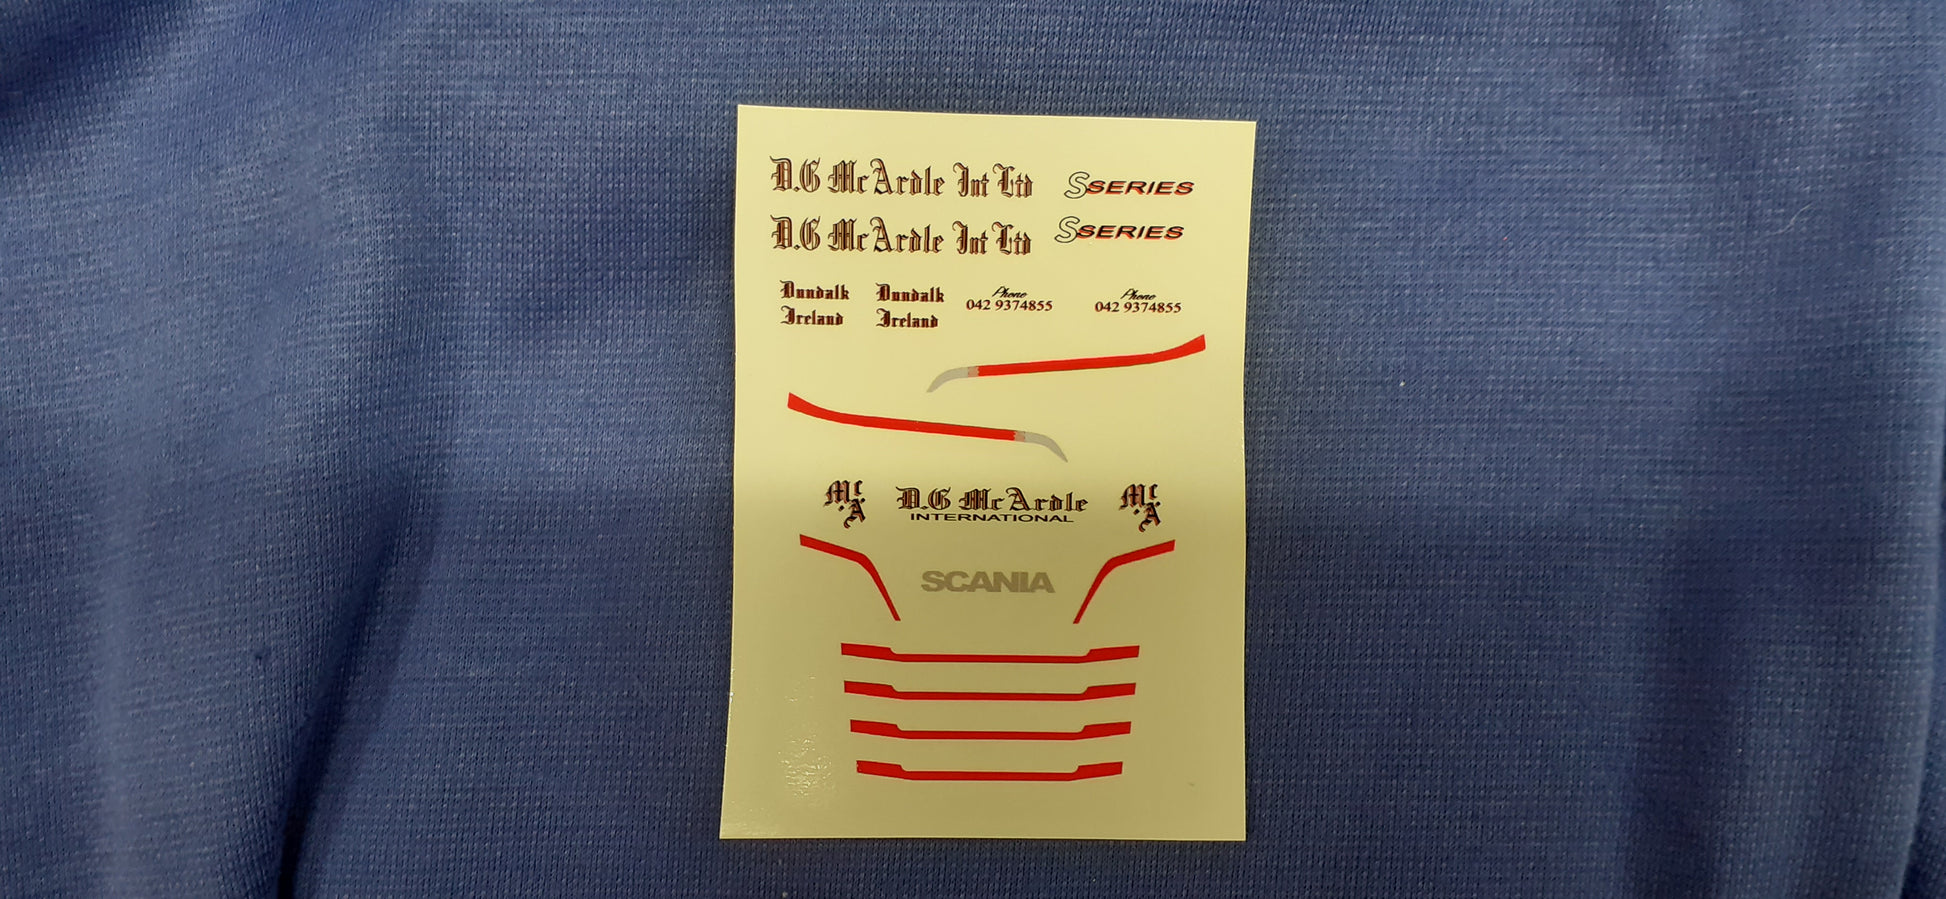 D.G McArdle Int Ltd SSERIES
D.G McArdle Int Ltd SSERIES
Dundalk Dundalk Phone Phone
Ireland Ireland 042 9374855 042 9374855
McA D.G McArdle McA
INTERNATIONAL
SCANIA